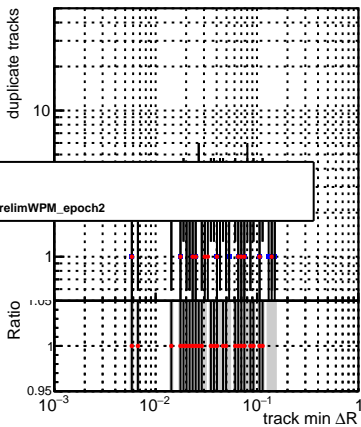 duplicate tracks
10
relimWPM_epoch2
1
Ratio
1.05
1
0.95
10−3
10−2
10−1
1
track min ΔR